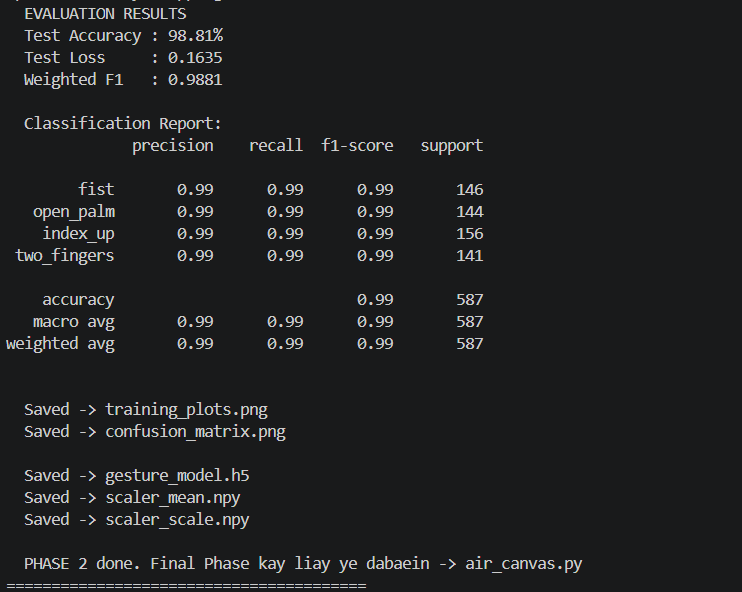 EVALUATION RESULTS
Test Accuracy : 98.81%
Test Loss     : 0.1635
Weighted F1   : 0.9881
Classification Report:
precision    recall  f1-score   support
fist       0.99      0.99      0.99       146
open_palm       0.99      0.99      0.99       144
index_up       0.99      0.99      0.99       156
two_fingers       0.99      0.99      0.99       141
accuracy                           0.99       587
macro avg       0.99      0.99      0.99       587
weighted avg       0.99      0.99      0.99       587
Saved -> training_plots.png
Saved -> confusion_matrix.png
Saved -> gesture_model.h5
Saved -> scaler_mean.npy
Saved -> scaler_scale.npy
PHASE 2 done. Final Phase kay liay ye dabaein -> air_canvas.py
========================================